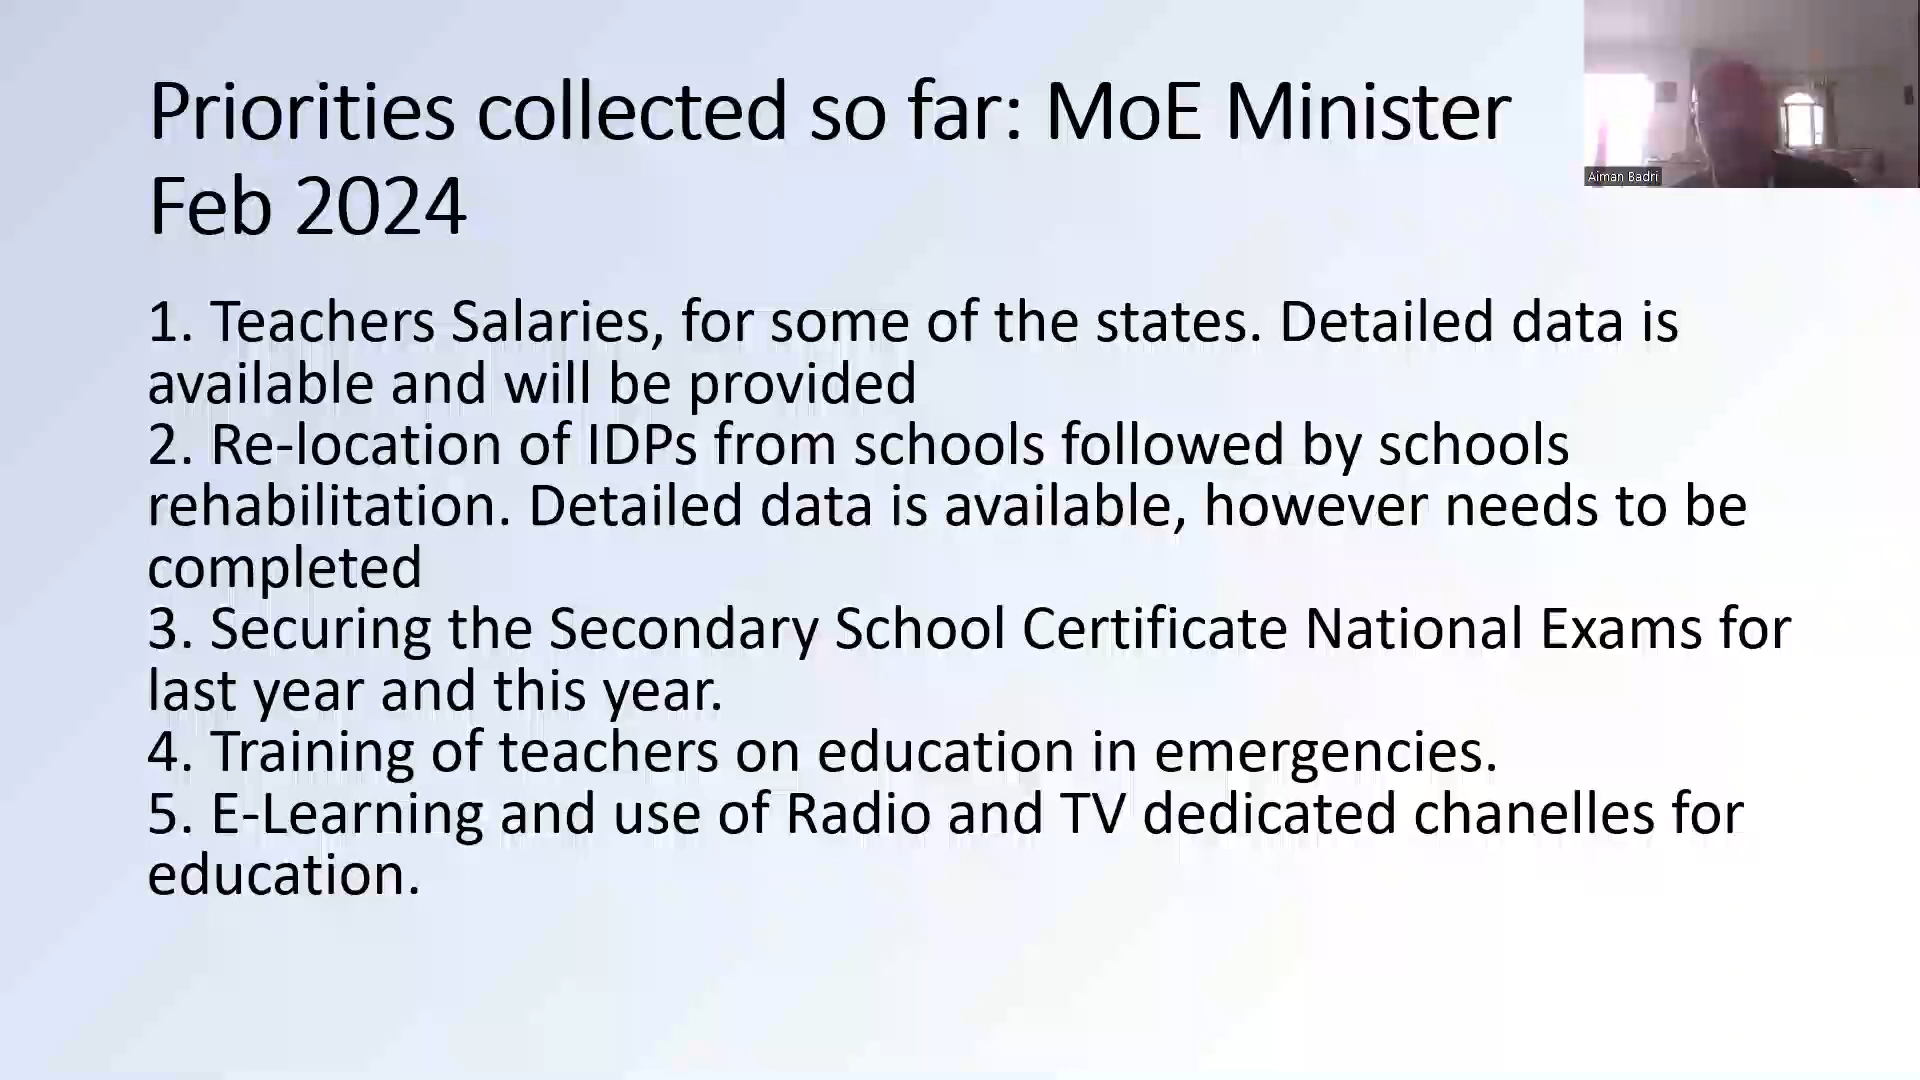 Priorities collected so far: MoE Minister
Feb 2024
Aiman Badri
1. Teachers Salaries, for some of the states. Detailed data is
available and will be provided
2. Re-location of IDPs from schools followed by schools
rehabilitation. Detailed data is available, however needs to be
completed
3. Securing the Secondary School Certificate National Exams for
last year and this year.
4. Training of teachers on education in emergencies.
5. E-Learning and use of Radio and TV dedicated chanelles for
education.